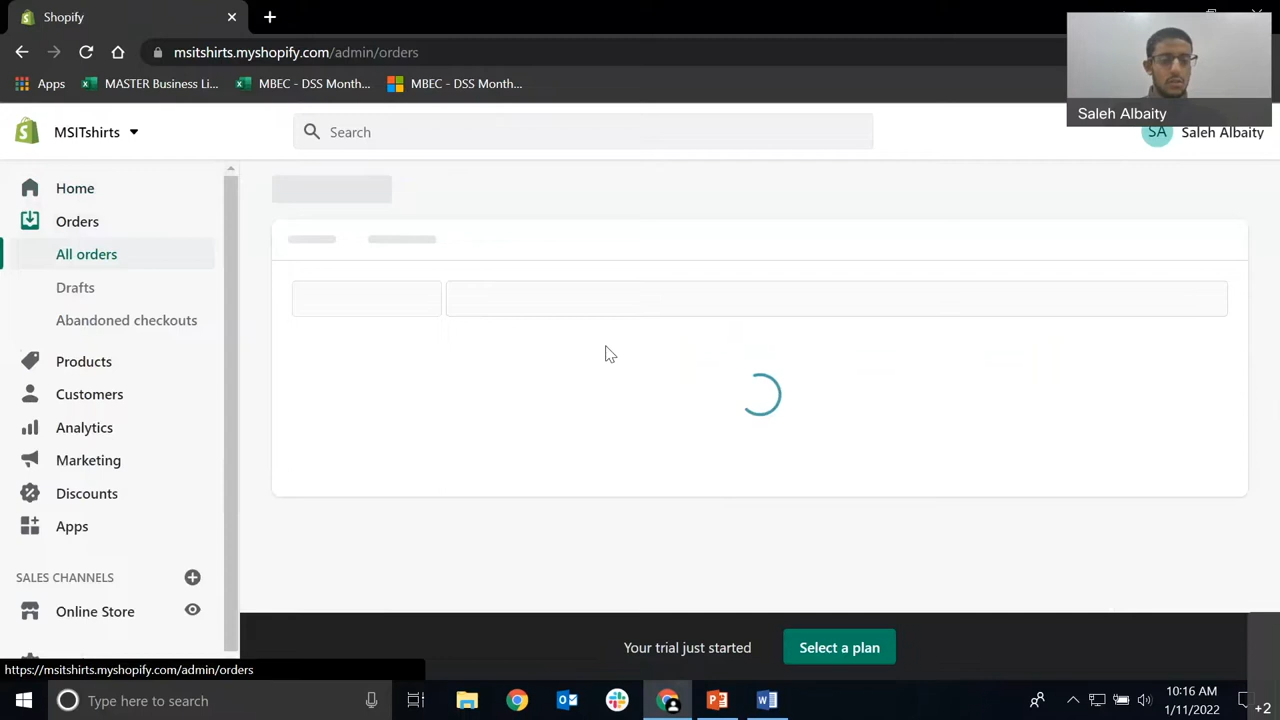 Shopify
msitshirts.myshopify.com/admin/orders
Apps
MASTER Business Li...
MBEC - DSS Month...
MBEC - DSS Month...
Saleh Albaity
MSITshirts
Search
SA
Saleh Albaity
Home
Orders
All orders
Drafts
Abandoned checkouts
Products
Customers
Analytics
Marketing
Discounts
Apps
SALES CHANNELS
Online Store
Your trial just started
Select a plan
https://msitshirts.myshopify.com/admin/orders
Type here to search
10:16 AM
1/11/2022
+2